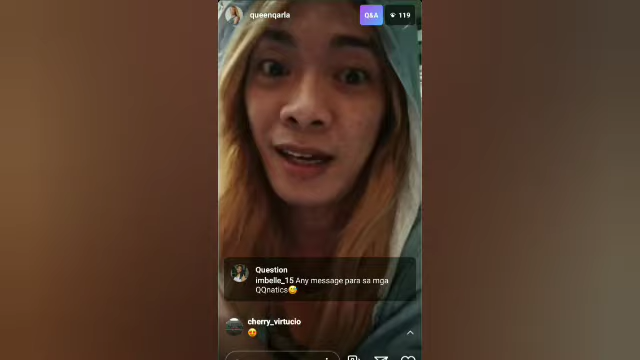 queenqarla
Q&A
119
Question
imbelle_15 Any message para sa mga
QQnatics😅
cherry_virtucio
😍